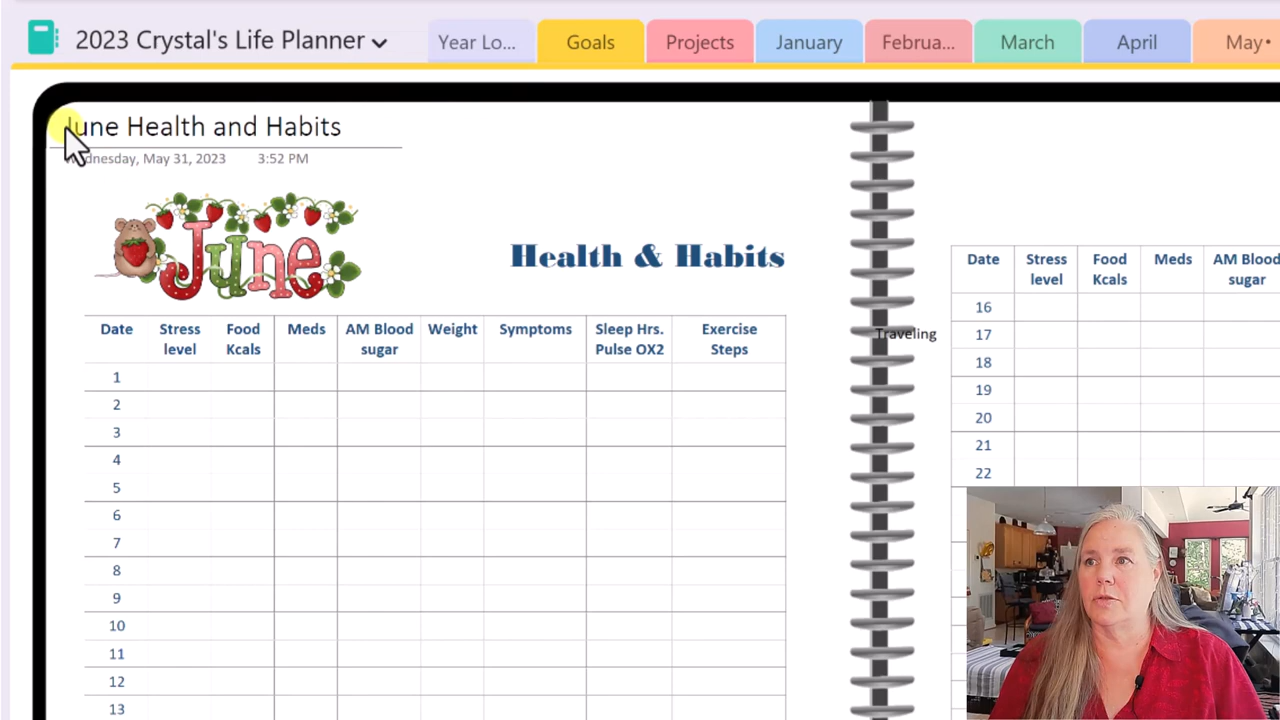 2023 Crystal's Life Planner
Year Lo... Goals Projects January Februa... March April May•
June Health and Habits
Wednesday, May 31, 2023 3:52 PM
June
Health & Habits
Date Stress level Food Kcals Meds AM Blood sugar Weight Symptoms Sleep Hrs. Pulse OX2 Exercise Steps
1
2
3
4
5
6
7
8
9
10
11
12
13
Traveling
Date Stress level Food Kcals Meds AM Blood sugar
16
17
18
19
20
21
22